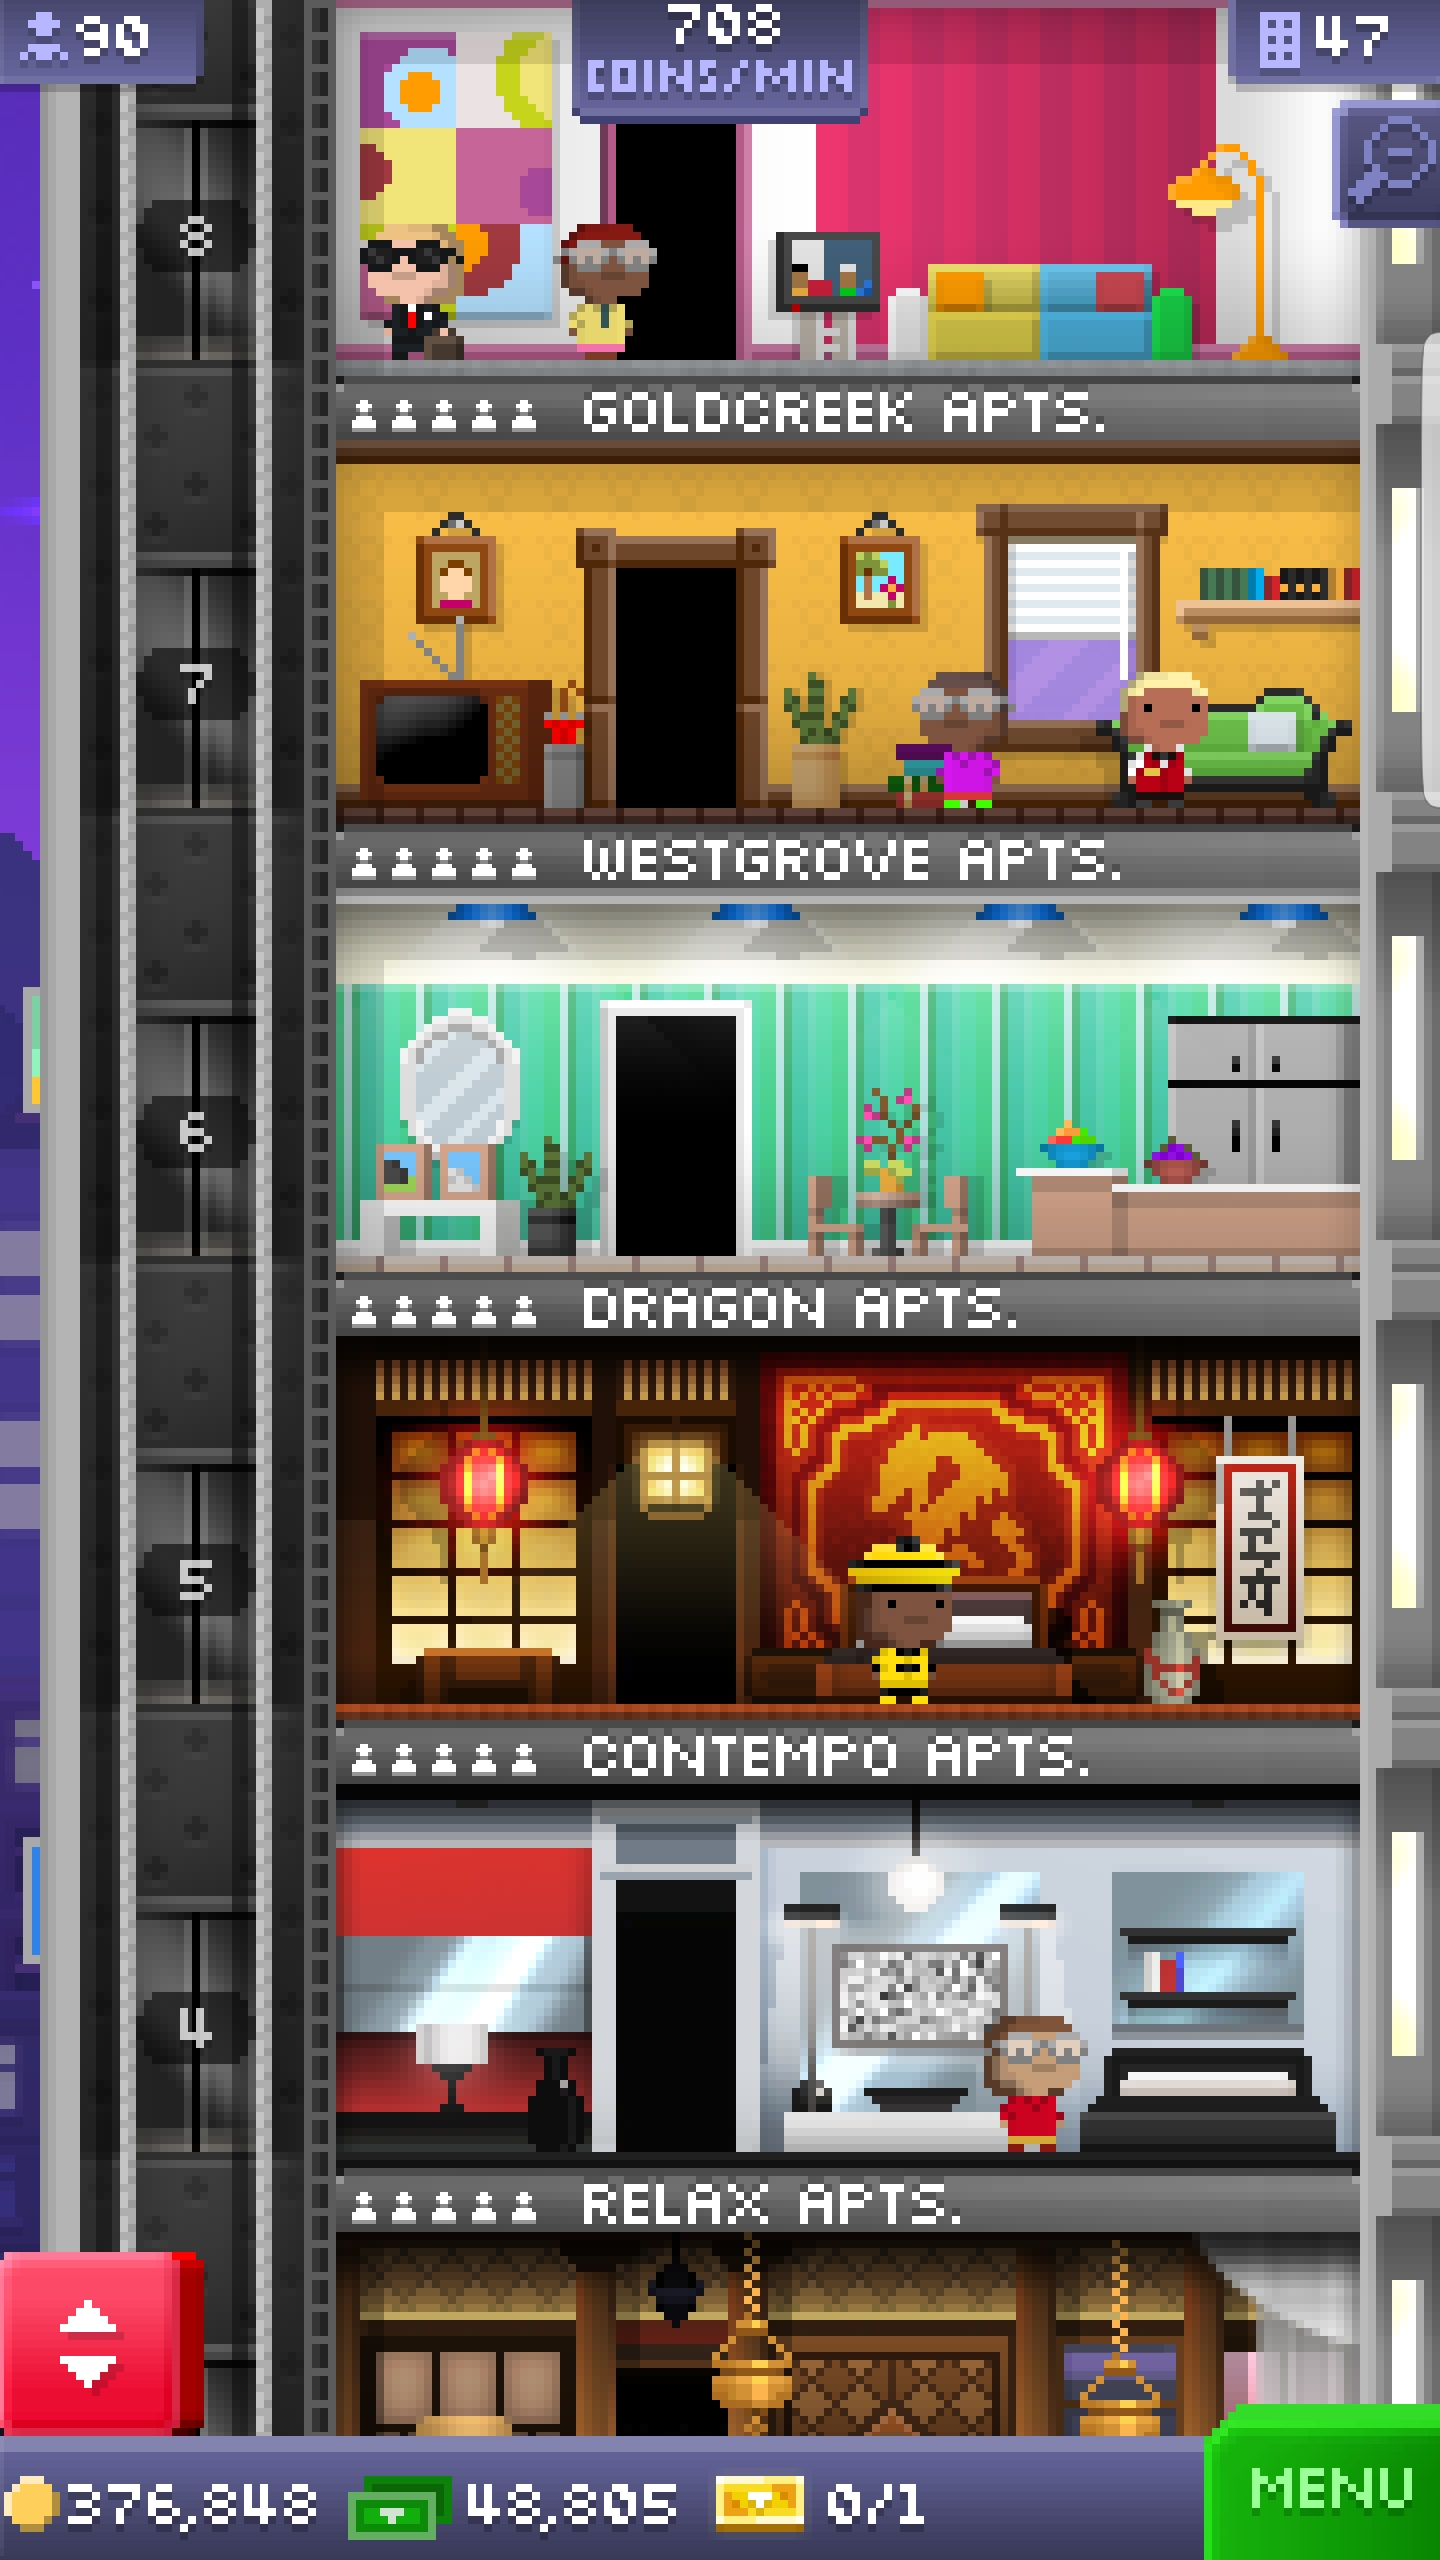 90
708
COINS/MIN
47
8
GOLDCREEK APTS.
7
WESTGROVE APTS.
6
DRAGON APTS.
5
CONTEMPO APTS.
4
RELAX APTS.
376,848 48,805 0/1
MENU